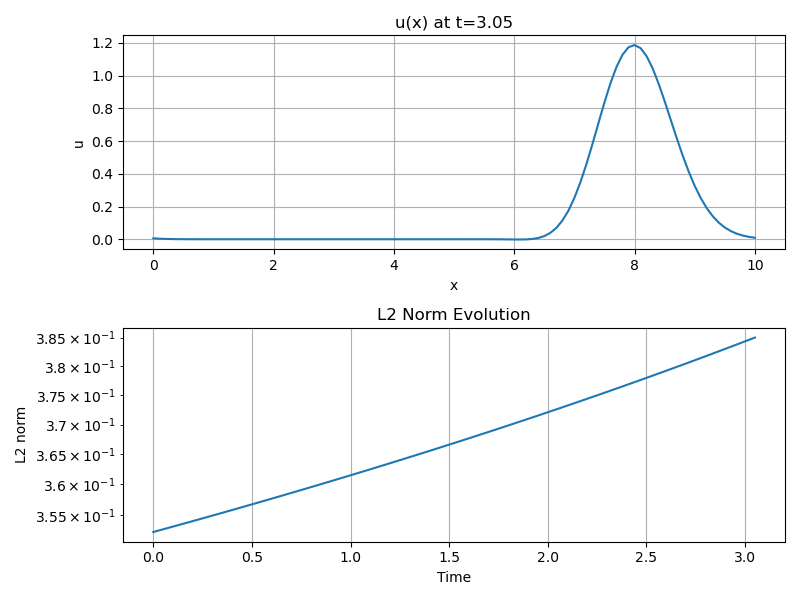 u(x) at t=3.05
1.2
1.0
0.8
0.6
0.4
0.2
0.0
u
0 2 4 6 8 10
x
L2 Norm Evolution
3.85 × 10⁻¹
3.8 × 10⁻¹
3.75 × 10⁻¹
3.7 × 10⁻¹
3.65 × 10⁻¹
3.6 × 10⁻¹
3.55 × 10⁻¹
L2 norm
0.0 0.5 1.0 1.5 2.0 2.5 3.0
Time